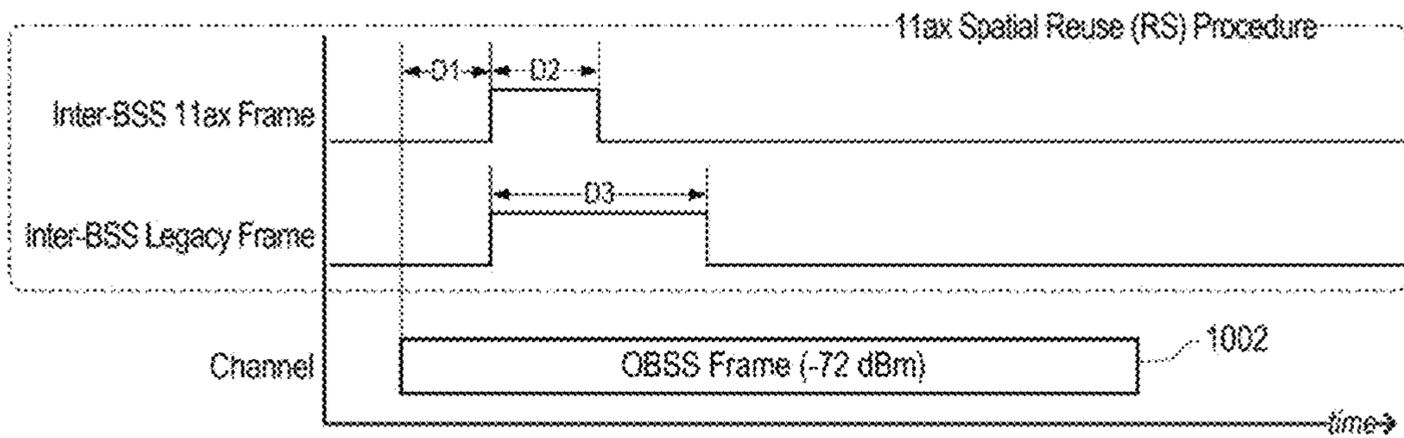 11ax Spatial Reuse (RS) Procedure
D1 D2
Inter-BSS 11ax Frame
D3
Inter-BSS Legacy Frame
Channel OBSS Frame (-72 dBm) 1002
time